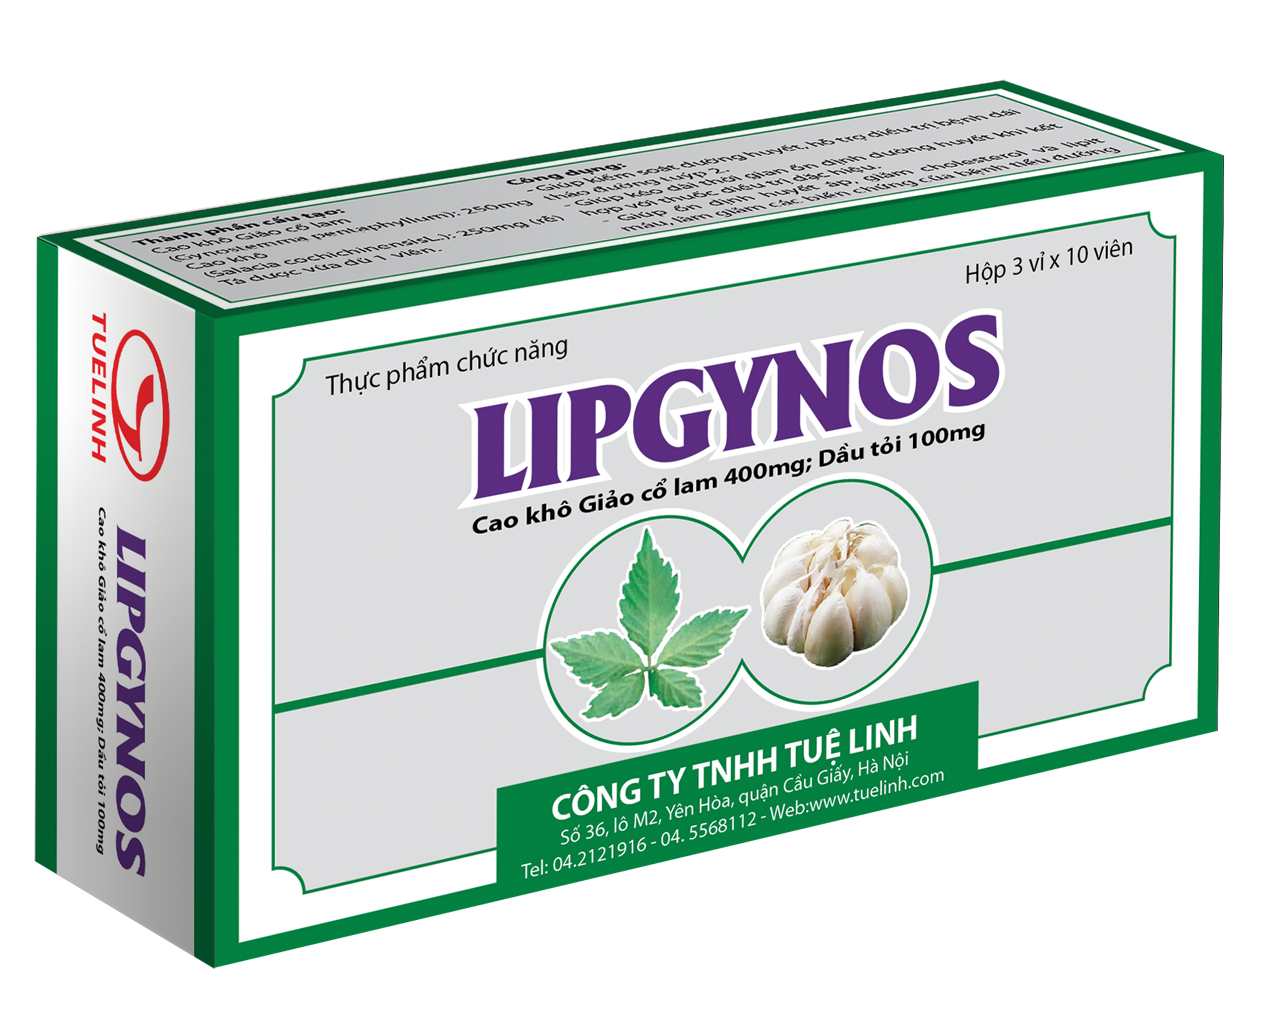 Thành phần cấu tạo:
Cao khô Giảo cổ lam
(Gynostemma pentaphyllum): 250mg
Cao khô
(Salacia cochichinensisL.): 250mg (rễ)
Tá dược vừa đủ 1 viên.
Công dụng:
- Giúp kiểm soát đường huyết, hỗ trợ điều trị bệnh đái
tháo đường tuýp 2.
- Giúp kéo dài thời gian ổn định đường huyết khi kết
hợp với thuốc điều trị đặc hiệu.
- Giúp ổn định huyết áp, giảm cholesterol và lipit
máu, làm giảm các biến chứng của bệnh tiểu đường
Thực phẩm chức năng
Hộp 3 vỉ x 10 viên
LIPGYNOS
Cao khô Giảo cổ lam 400mg; Dầu tỏi 100mg
CÔNG TY TNHH TUỆ LINH
Số 36, lô M2, Yên Hòa, quận Cầu Giấy, Hà Nội
Tel: 04.2121916 - 04. 5568112 - Web:www.tuelinh.com
TUELINH
LIPGYNOS
Cao khô Giảo cổ lam 400mg; Dầu tỏi 100mg